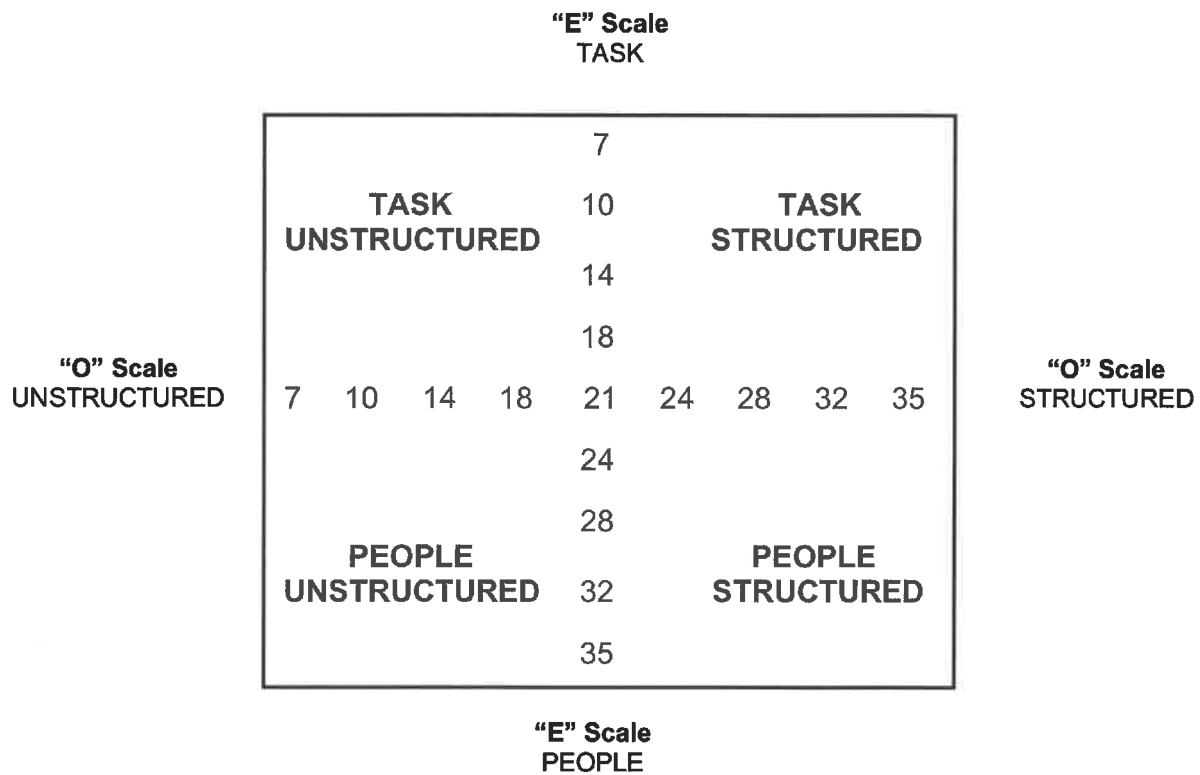 “E” Scale
TASK
7
TASK 10 TASK
UNSTRUCTURED STRUCTURED
14
18
“O” Scale “O” Scale
UNSTRUCTURED 7 10 14 18 21 24 28 32 35 STRUCTURED
24
28
PEOPLE PEOPLE
UNSTRUCTURED 32 STRUCTURED
35
“E” Scale
PEOPLE